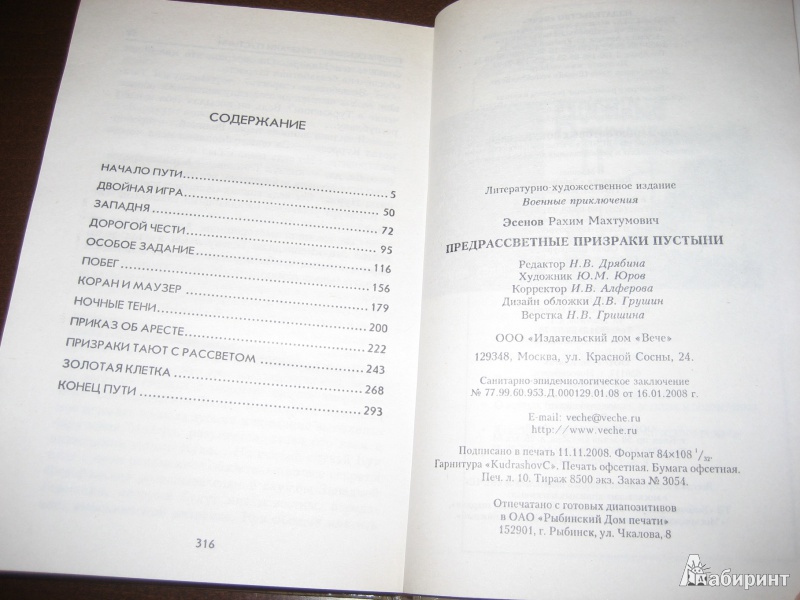 СОДЕРЖАНИЕ
НАЧАЛО ПУТИ.......5
ДВОЙНАЯ ИГРА.......50
ЗАПАДНЯ.......72
ДОРОГОЙ ЧЕСТИ.......95
ОСОБОЕ ЗАДАНИЕ.......116
ПОБЕГ.......156
КОРАН И МАУЗЕР.......179
НОЧНЫЕ ТЕНИ.......200
ПРИКАЗ ОБ АРЕСТЕ.......222
ПРИЗРАКИ ТАЮТ С РАССВЕТОМ.......243
ЗОЛОТАЯ КЛЕТКА.......268
КОНЕЦ ПУТИ.......293
316
Литературно-художественное издание
Военные приключения
Эсенов Рахим Махтумович
ПРЕДРАССВЕТНЫЕ ПРИЗРАКИ ПУСТЫНИ
Редактор Н.В. Дрябина
Художник Ю.М. Юров
Корректор И.В. Алферова
Дизайн обложки Д.В. Грушин
Верстка Н.В. Гришина
ООО «Издательский дом «Вече»
129348, Москва, ул. Красной Сосны, 24.
Санитарно-эпидемиологическое заключение
№ 77.99.60.953.Д.000129.01.08 от 16.01.2008 г.
E-mail: veche@veche.ru
http://www.veche.ru
Подписано в печать 11.11.2008. Формат 84×108 1/32.
Гарнитура «KudrashovC». Печать офсетная. Бумага офсетная.
Печ. л. 10. Тираж 8500 экз. Заказ № 3054.
Отпечатано с готовых диапозитивов
в ОАО «Рыбинский Дом печати»
152901, г. Рыбинск, ул. Чкалова, 8
Лабиринт